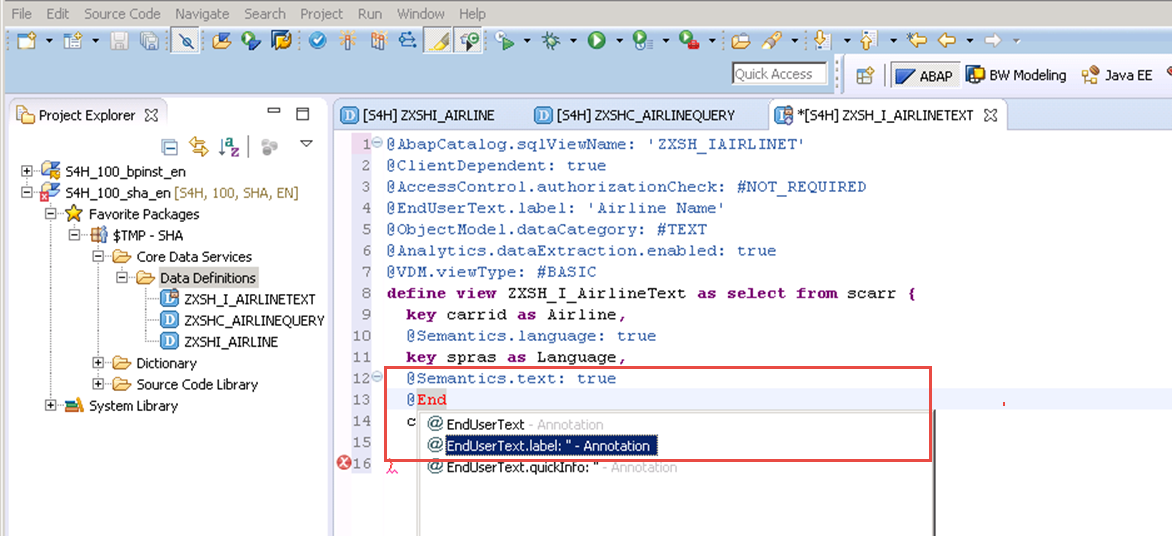 File Edit Source Code Navigate Search Project Run Window Help
Quick Access ABAP BW Modeling Java EE
Project Explorer
[S4H] ZXSHI_AIRLINE [S4H] ZXSHC_AIRLINEQUERY *[S4H] ZXSH_I_AIRLINETEXT
S4H_100_bpinst_en
S4H_100_sha_en [S4H, 100, SHA, EN]
Favorite Packages
$TMP - SHA
Core Data Services
Data Definitions
ZXSH_I_AIRLINETEXT
ZXSHC_AIRLINEQUERY
ZXSHI_AIRLINE
Dictionary
Source Code Library
System Library
1 @AbapCatalog.sqlViewName: 'ZXSH_IAIRLINET'
2 @ClientDependent: true
3 @AccessControl.authorizationCheck: #NOT_REQUIRED
4 @EndUserText.label: 'Airline Name'
5 @ObjectModel.dataCategory: #TEXT
6 @Analytics.dataExtraction.enabled: true
7 @VDM.viewType: #BASIC
8 define view ZXSH_I_AirlineText as select from scarr {
9 key carrid as Airline,
10 @Semantics.language: true
11 key spras as Language,
12 @Semantics.text: true
13 @End
14 c
15
16 }
@ EndUserText - Annotation
@ EndUserText.label: '' - Annotation
@ EndUserText.quickInfo: '' - Annotation